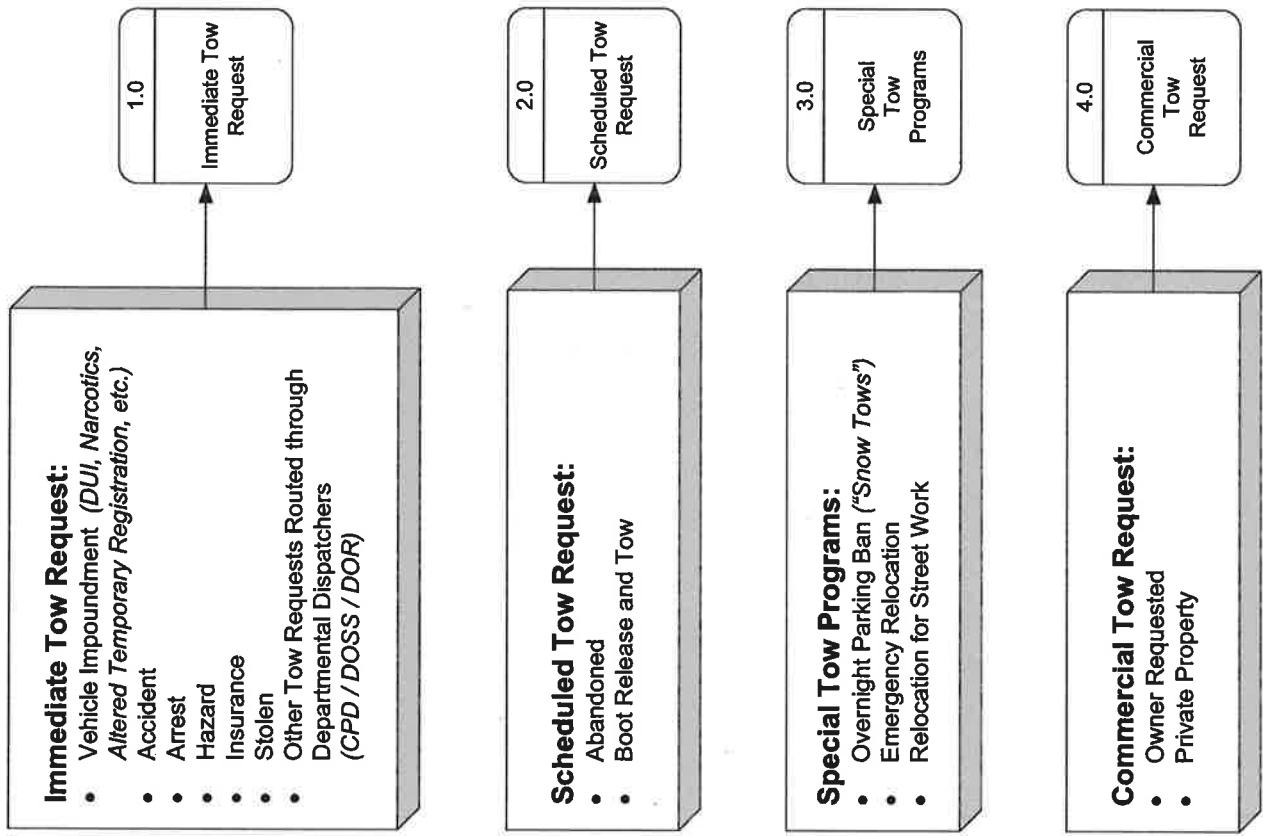 Immediate Tow Request:
• Vehicle Impoundment (DUI, Narcotics,
Altered Temporary Registration, etc.)
• Accident
• Arrest
• Hazard
• Insurance
• Stolen
• Other Tow Requests Routed through
Departmental Dispatchers
(CPD / DOSS / DOR)
1.0
Immediate Tow
Request
Scheduled Tow Request:
• Abandoned
• Boot Release and Tow
2.0
Scheduled Tow
Request
Special Tow Programs:
• Overnight Parking Ban ("Snow Tows")
• Emergency Relocation
• Relocation for Street Work
3.0
Special
Tow
Programs
Commercial Tow Request:
• Owner Requested
• Private Property
4.0
Commercial
Tow
Request